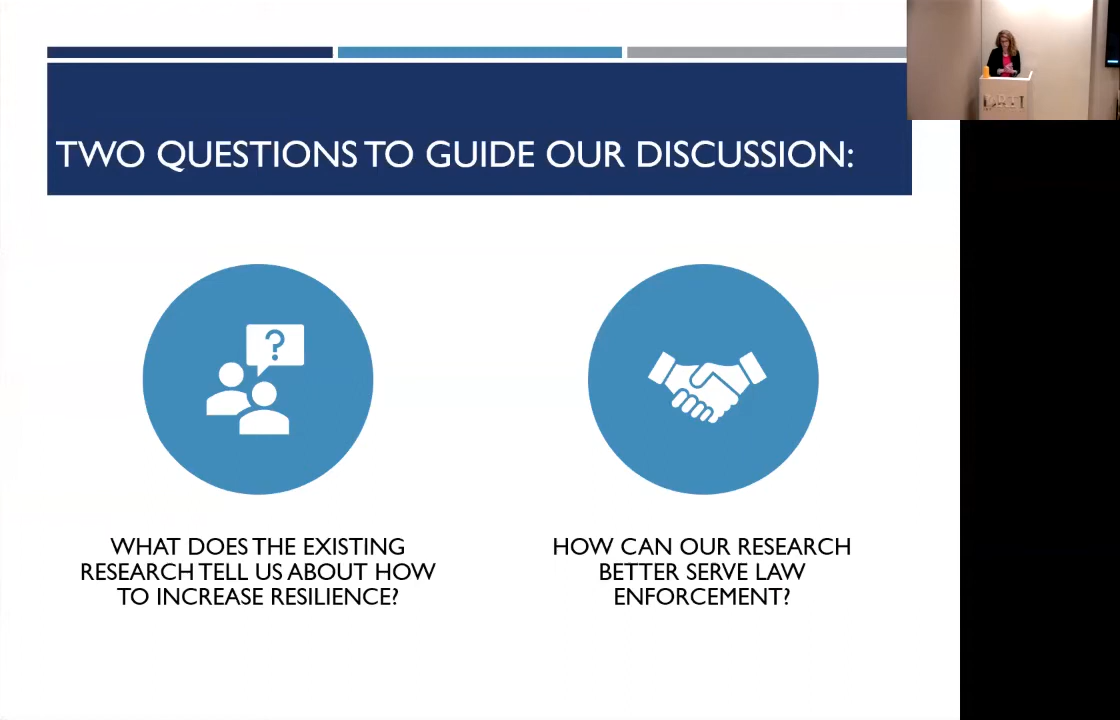 TWO QUESTIONS TO GUIDE OUR DISCUSSION:
?
WHAT DOES THE EXISTING
RESEARCH TELL US ABOUT HOW
TO INCREASE RESILIENCE?
HOW CAN OUR RESEARCH
BETTER SERVE LAW
ENFORCEMENT?